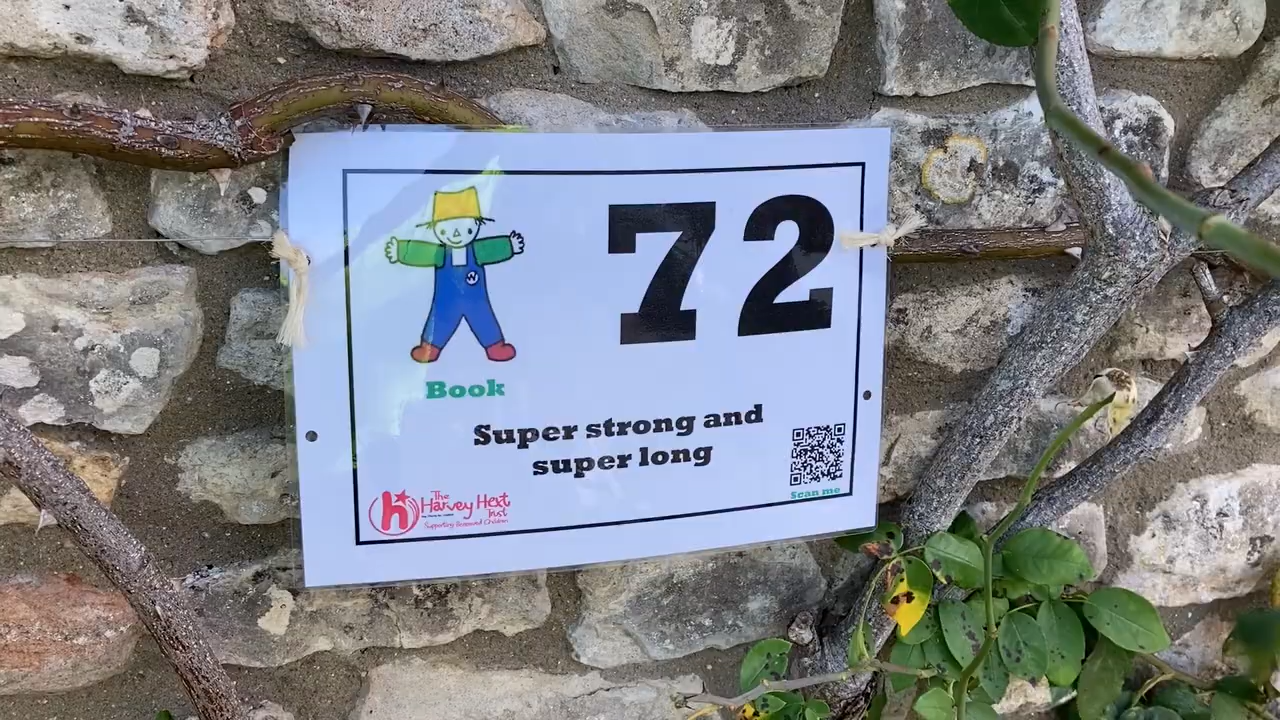 72
Book
Super strong and
super long
The
Harvey Hext
Trust
Supporting Bereaved Children
Scan me